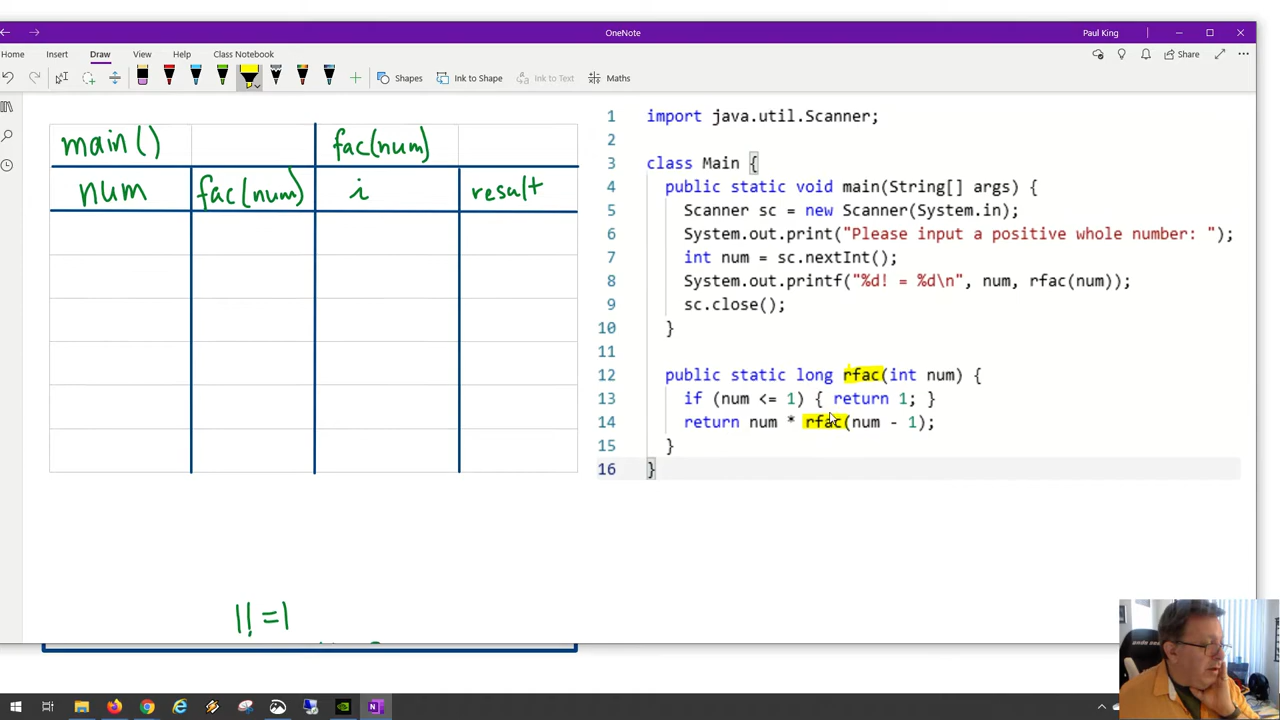 OneNote
Paul King
Home Insert Draw View Help Class Notebook
Share
Shapes Ink to Shape Ink to Text Maths
main() fac(num)
num fac(num) i result
1 import java.util.Scanner;
2
3 class Main {
4 public static void main(String[] args) {
5 Scanner sc = new Scanner(System.in);
6 System.out.print("Please input a positive whole number: ");
7 int num = sc.nextInt();
8 System.out.printf("%d! = %d\n", num, rfac(num));
9 sc.close();
10 }
11
12 public static long rfac(int num) {
13 if (num <= 1) { return 1; }
14 return num * rfac(num - 1);
15 }
16 }
1! =1